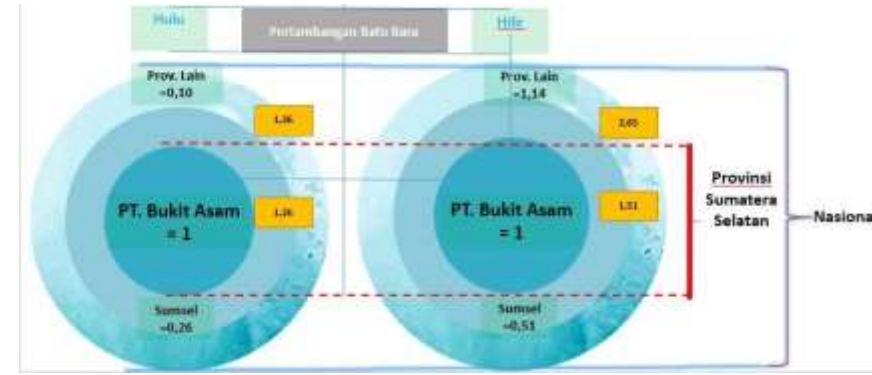 Hulu
Pertambangan Batu Bara
Hilir
Prov. Lain
=0,10
Prov. Lain
=1,14
1,36
2,65
PT. Bukit Asam
= 1
1,26
PT. Bukit Asam
= 1
1,51
Provinsi
Sumatera
Selatan
Nasiona
Sumsel
=0,26
Sumsel
=0,51